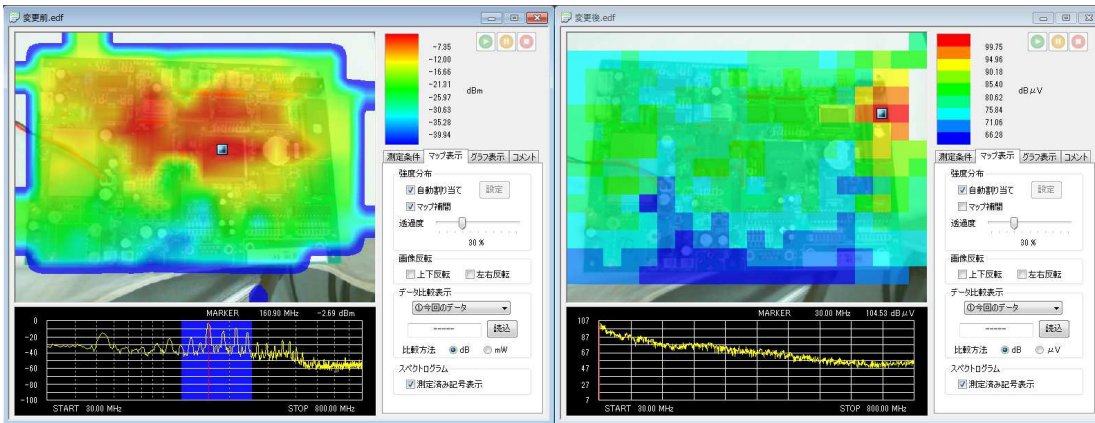 変更前.edf
-7.35
-12.00
-16.66
-21.31
dBm
-25.97
-30.63
-35.28
-39.94
測定条件 マップ表示 グラフ表示 コメント
強度分布
自動割り当て 設定
マップ補間
透過度
30 %
画像反転
上下反転 左右反転
データ比較表示
①今回のデータ
----- 読込
比較方法 dB mW
スペクトログラム
測定済み記号表示
MARKER 160.90 MHz -2.69 dBm
0
-20
-40
-60
-80
-100
START 30.00 MHz STOP 800.00 MHz
変更後.edf
99.75
94.96
90.18
85.40
dBμV
80.62
75.84
71.06
66.28
測定条件 マップ表示 グラフ表示 コメント
強度分布
自動割り当て 設定
マップ補間
透過度
30 %
画像反転
上下反転 左右反転
データ比較表示
①今回のデータ
----- 読込
比較方法 dB μV
スペクトログラム
測定済み記号表示
MARKER 30.00 MHz 104.53 dBμV
107
87
67
47
27
7
START 30.00 MHz STOP 800.00 MHz